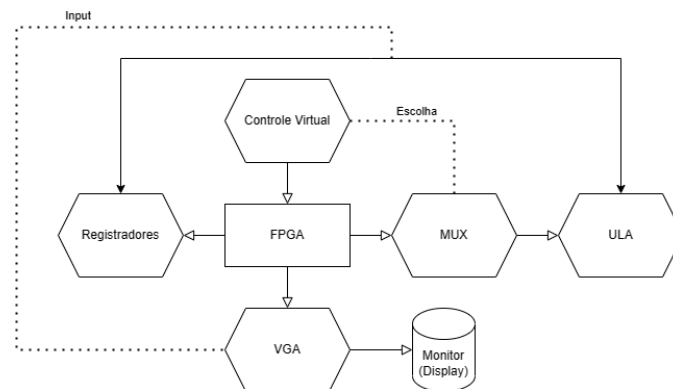 Input
Controle Virtual
Escolha
Registradores
FPGA
MUX
ULA
VGA
Monitor
(Display)